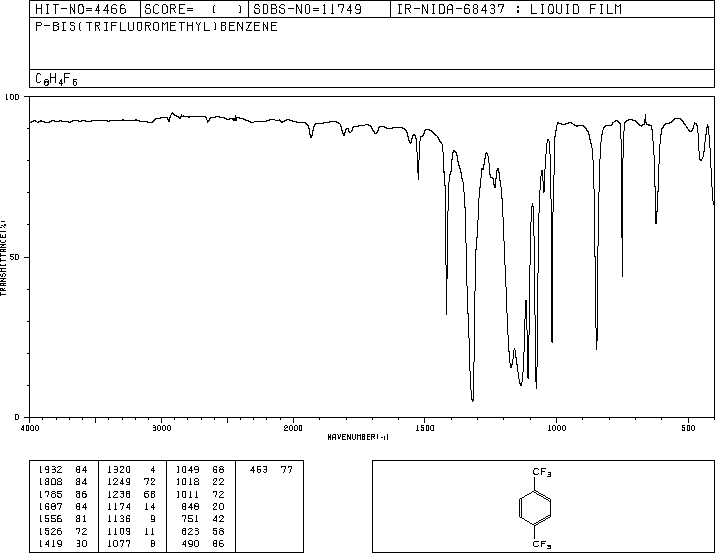 HIT-NO=4466 SCORE= ( ) SDBS-NO=11749 IR-NIDA-68437 : LIQUID FILM
P-BIS(TRIFLUOROMETHYL)BENZENE
C8H4F6
100
50
0
TRANSMITTANCE(%)
4000 3000 2000 1500 1000 500
WAVENUMBER(-1)
1932 84 1320 4 1049 68 463 77
1808 84 1249 72 1018 22
1785 86 1238 68 1011 72
1687 84 1174 14 848 20
1556 81 1136 9 751 42
1526 72 1109 11 623 58
1419 30 1077 8 490 86
CF3
CF3